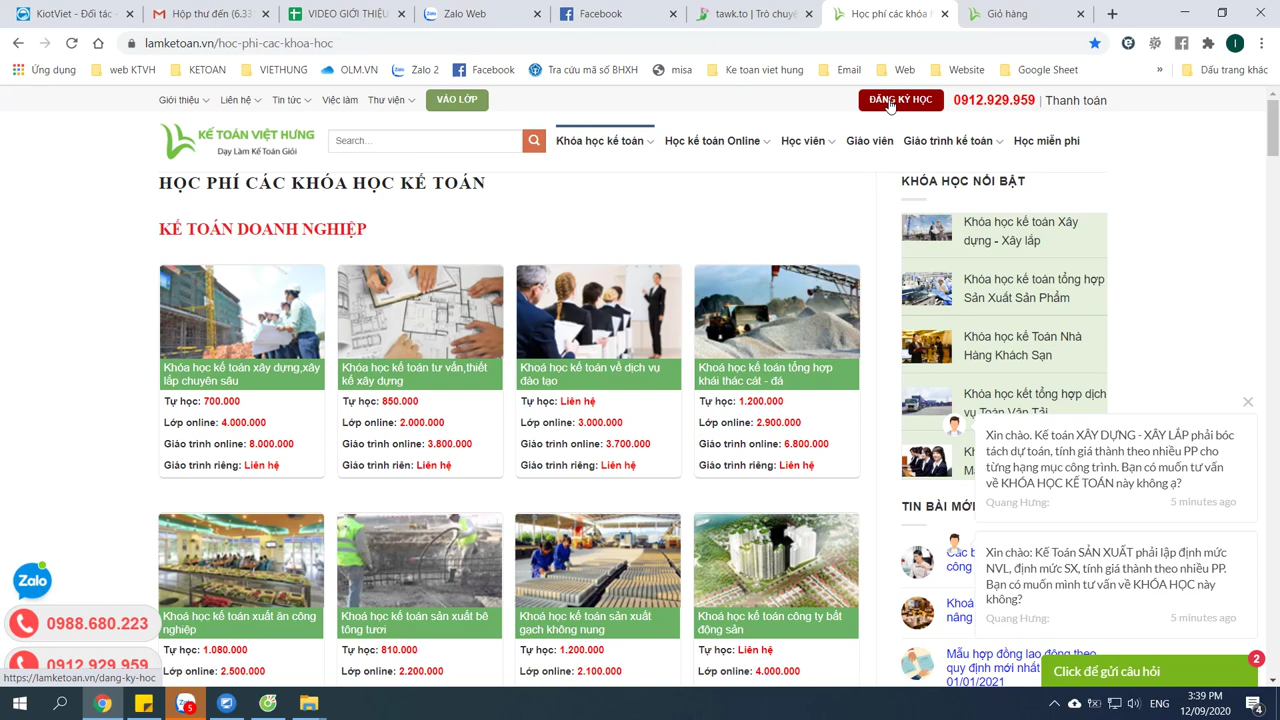 KiotViet - Đối tác -
Hộp thư đến (6.33
VIDEO GIỚI THIỆU
Zalo Web
Facebook
tawk.to | Trò chuyện
Học phí các khóa h
Giỏ hàng
lamketoan.vn/hoc-phi-cac-khoa-hoc
Ứng dụng
web KTVH
KETOAN
VIETHUNG
OLM.VN
Zalo 2
Facebook
Tra cứu mã số BHXH
misa
Ke toan viet hung
Email
Web
Website
Google Sheet
»
Dấu trang khác
Giới thiệu
Liên hệ
Tin tức
Việc làm
Thư viện
VÀO LỚP
ĐĂNG KÝ HỌC
0912.929.959 | Thanh toán
KẾ TOÁN VIỆT HƯNG
Dạy Làm Kế Toán Giỏi
Search...
Khóa học kế toán
Học kế toán Online
Học viên
Giáo viên
Giáo trình kế toán
Học miễn phí
HỌC PHÍ CÁC KHÓA HỌC KẾ TOÁN
KẾ TOÁN DOANH NGHIỆP
Khóa học kế toán xây dựng,xây
lắp chuyên sâu
Tự học: 700.000
Lớp online: 4.000.000
Giáo trình online: 8.000.000
Giáo trình riêng: Liên hệ
Khóa học kế toán tư vấn,thiết
kế xây dựng
Tự học: 850.000
Lớp online: 2.000.000
Giáo trình online: 3.800.000
Giáo trình riêng: Liên hệ
Khoá học kế toán về dịch vụ
đào tạo
Tự học: Liên hệ
Lớp online: 3.000.000
Giáo trình online: 3.700.000
Giáo trình riêng: Liên hệ
Khoá học kế toán tổng hợp
khái thác cát - đá
Tự học: 1.200.000
Lớp online: 2.900.000
Giáo trình online: 6.800.000
Giáo trình riêng: Liên hệ
Khoá học kế toán xuất ăn công
nghiệp
Tự học: 1.080.000
Lớp online: 2.500.000
Khoá học kế toán sản xuất bê
tông tươi
Tự học: 810.000
Lớp online: 2.200.000
Khoá học kế toán sản xuất
gạch không nung
Tự học: 1.200.000
Lớp online: 2.100.000
Khoá học kế toán công ty bất
động sản
Tự học: Liên hệ
Lớp online: 4.000.000
KHÓA HỌC NỔI BẬT
Khóa học kế toán Xây
dựng - Xây lắp
Khóa học kế toán tổng hợp
Sản Xuất Sản Phẩm
Khóa học kế Toán Nhà
Hàng Khách Sạn
Khóa học kết tổng hợp dịch
vụ Toán Vận Tải
TIN BÀI MỚI
công
Khoá
năng
Mẫu hợp đồng lao động theo
quy định mới nhất
01/01/2021
Xin chào. Kế toán XÂY DỰNG - XÂY LẮP phải bóc
tách dự toán, tính giá thành theo nhiều PP cho
từng hạng mục công trình. Bạn có muốn tư vấn
về KHÓA HỌC KẾ TOÁN này không ạ?
Quang Hưng:
5 minutes ago
Xin chào: Kế Toán SẢN XUẤT phải lập định mức
NVL, định mức SX, tính giá thành theo nhiều PP.
Bạn có muốn mình tư vấn về KHÓA HỌC này
không?
Quang Hưng:
5 minutes ago
Click để gửi câu hỏi
2
Zalo
0988.680.223
0912.929.959
https://lamketoan.vn/dang-ky-hoc
5
ENG
3:39 PM
12/09/2020
4